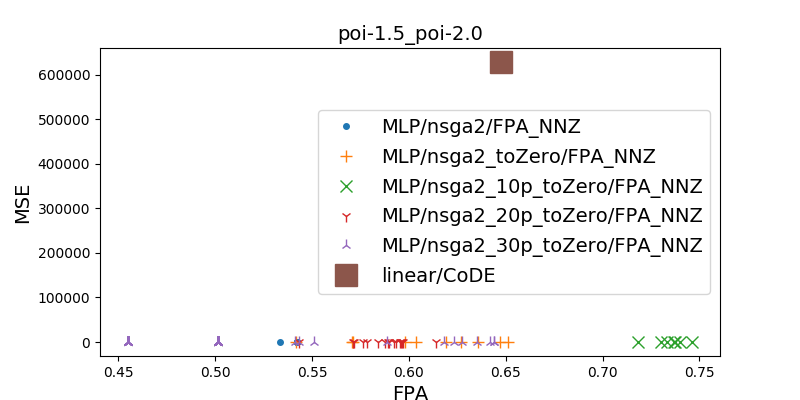 poi-1.5_poi-2.0
600000
500000
400000
300000
200000
100000
0
MSE
MLP/nsga2/FPA_NNZ
MLP/nsga2_toZero/FPA_NNZ
MLP/nsga2_10p_toZero/FPA_NNZ
MLP/nsga2_20p_toZero/FPA_NNZ
MLP/nsga2_30p_toZero/FPA_NNZ
linear/CoDE
0.45 0.50 0.55 0.60 0.65 0.70 0.75
FPA